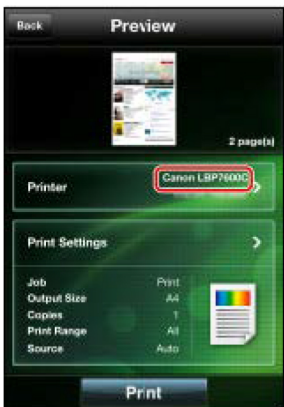 Back
Preview
2 page(s)
Printer
Canon LBP7600C
Print Settings
Job Print
Output Size A4
Copies 1
Print Range All
Source Auto
Print